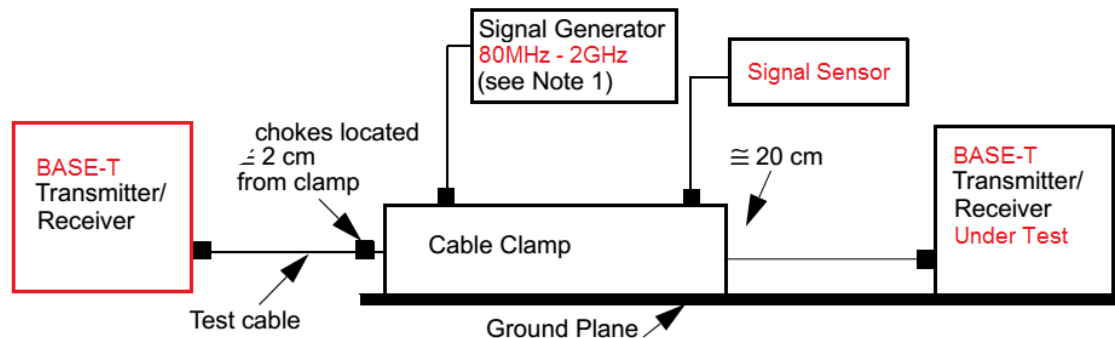 Signal Generator
80MHz - 2GHz
(see Note 1)
Signal Sensor
chokes located
≅ 2 cm
from clamp
≅ 20 cm
BASE-T
Transmitter/
Receiver
Cable Clamp
BASE-T
Transmitter/
Receiver
Under Test
Test cable
Ground Plane